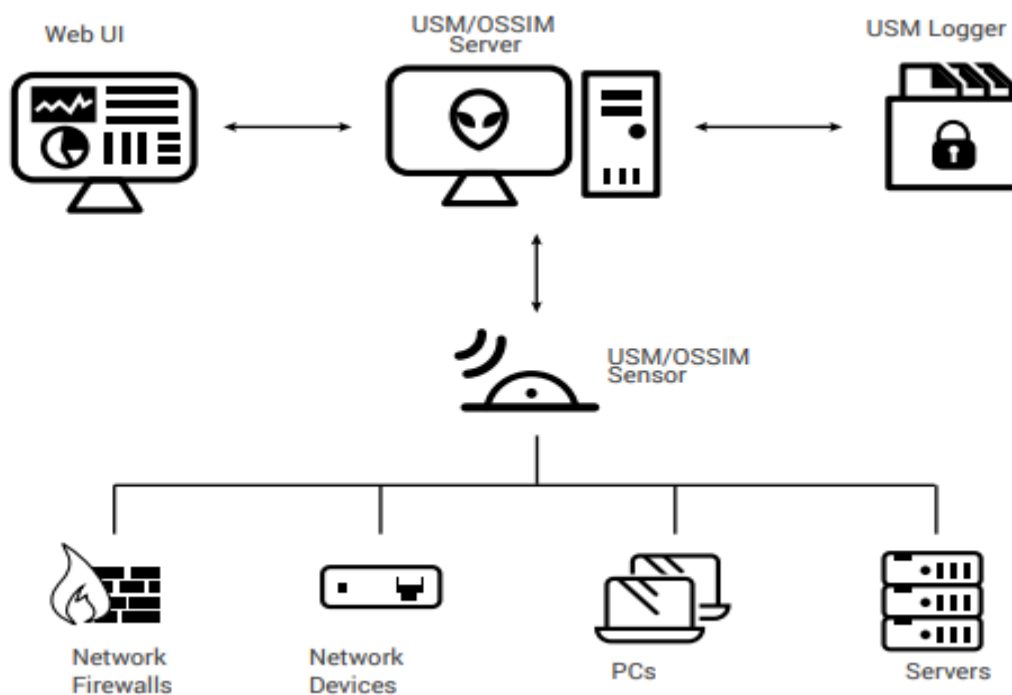 Web UI
USM/OSSIM
Server
USM Logger
USM/OSSIM
Sensor
Network
Firewalls
Network
Devices
PCs
Servers